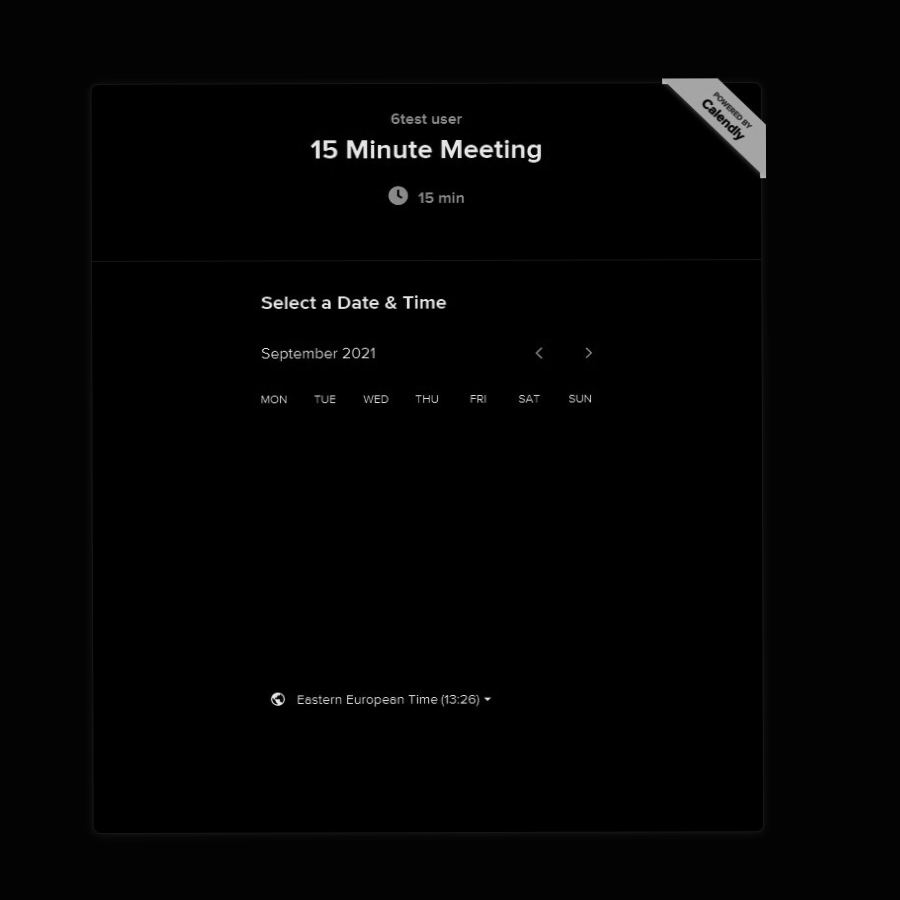 POWERED BY
Calendly
6test user
15 Minute Meeting
15 min
Select a Date & Time
September 2021
MON TUE WED THU FRI SAT SUN
Eastern European Time (13:26)